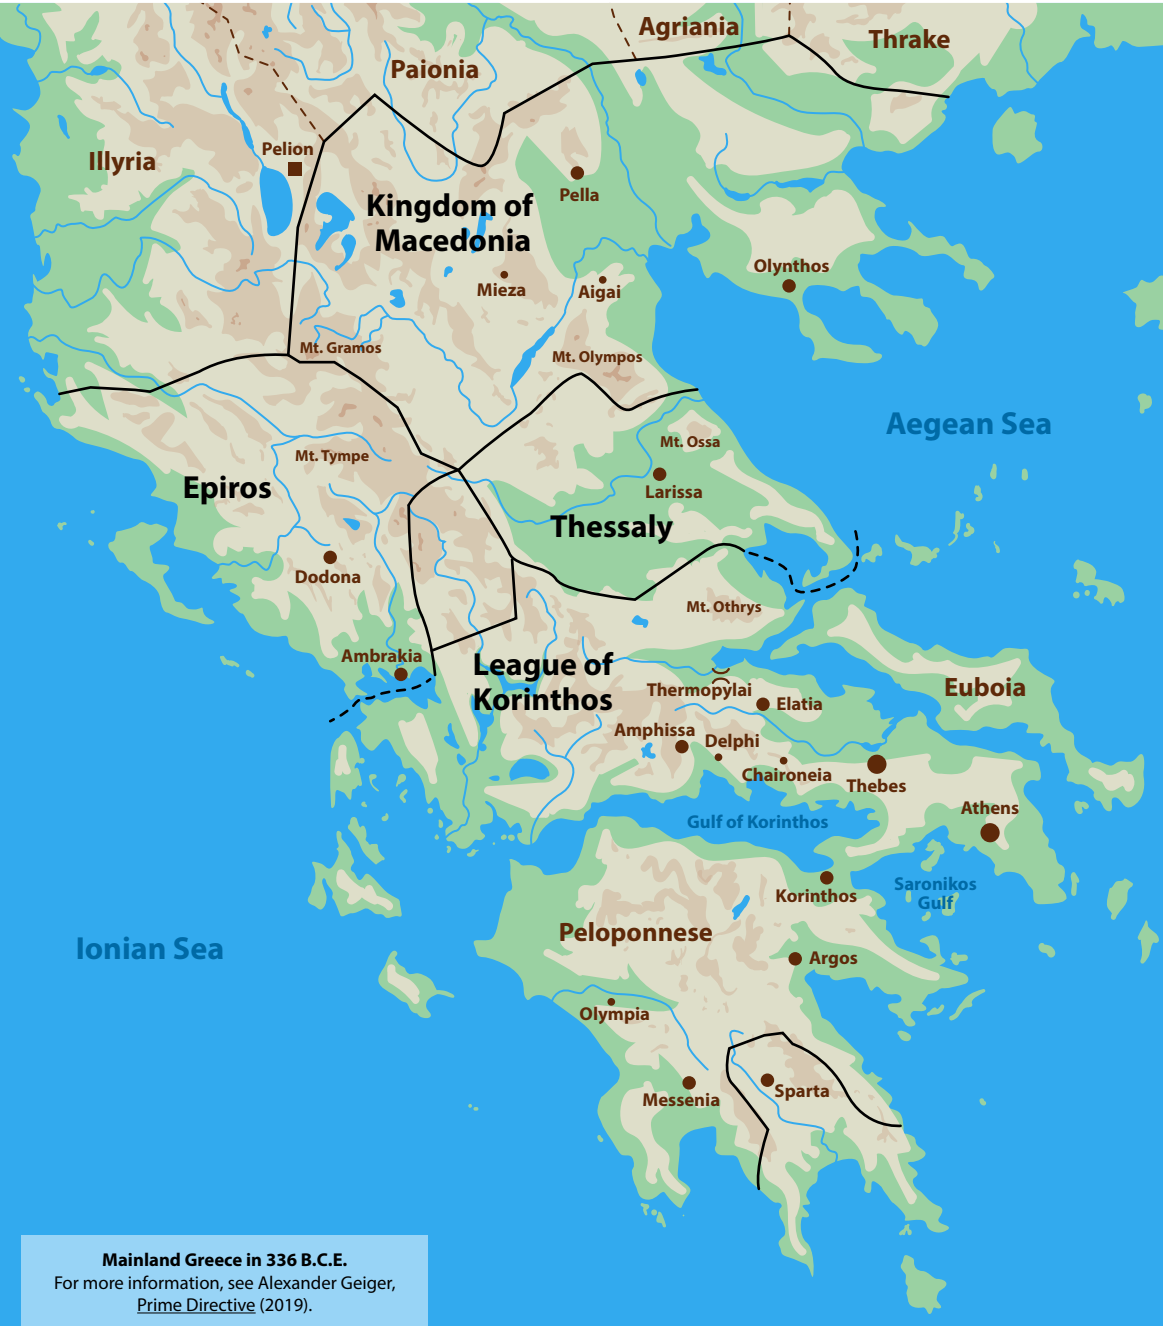 Agriania
Thrake
Paionia
Illyria
Pelion
Pella
Kingdom of
Macedonia
Olynthos
Mieza
Aigai
Mt. Gramos
Mt. Olympos
Aegean Sea
Mt. Ossa
Mt. Tympe
Epiros
Larissa
Thessaly
Dodona
Mt. Othrys
Ambrakia
League of
Korinthos
Thermopylai
Euboia
Elatia
Amphissa
Delphi
Chaironeia
Thebes
Athens
Gulf of Korinthos
Korinthos
Saronikos
Gulf
Peloponnese
Ionian Sea
Argos
Olympia
Messenia
Sparta
Mainland Greece in 336 B.C.E.
For more information, see Alexander Geiger,
Prime Directive (2019).